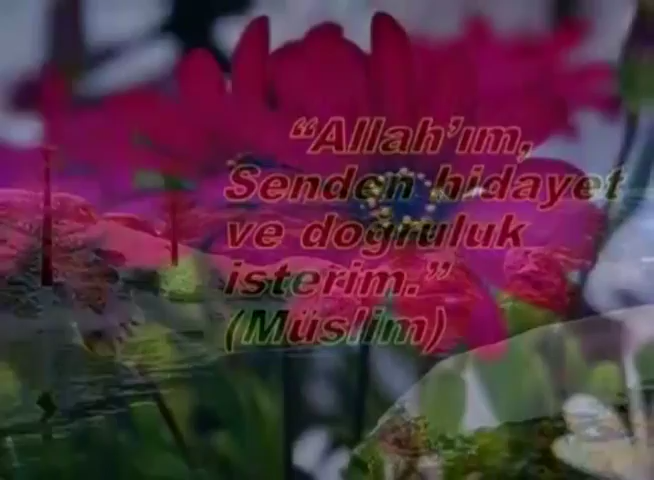 “Allah’ım,
Senden hidayet
ve doğruluk
isterim.”
(Müslim)